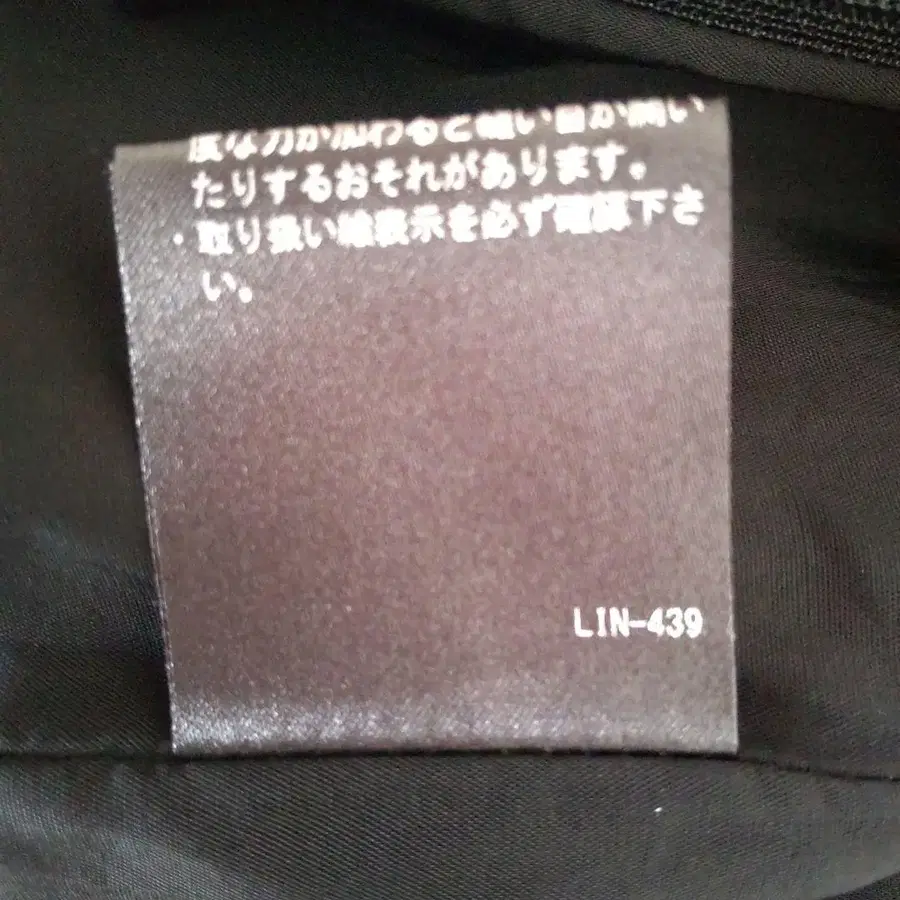 度な力が加わると縫い目が開い
たりするおそれがあります。
・取り扱い絵表示を必ず確認下さ
い。
LIN-439